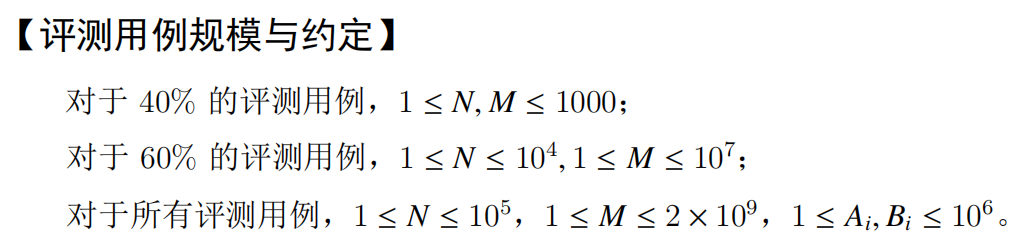 【评测用例规模与约定】
对于 40% 的评测用例，1 ≤ N, M ≤ 1000；
对于 60% 的评测用例，1 ≤ N ≤ 10⁴, 1 ≤ M ≤ 10⁷；
对于所有评测用例，1 ≤ N ≤ 10⁵，1 ≤ M ≤ 2 × 10⁹，1 ≤ Aᵢ, Bᵢ ≤ 10⁶。